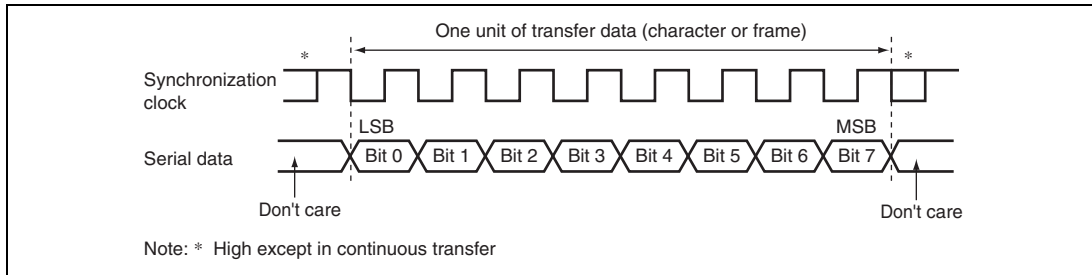 One unit of transfer data (character or frame)
* *
Synchronization
clock
LSB MSB
Serial data Bit 0 Bit 1 Bit 2 Bit 3 Bit 4 Bit 5 Bit 6 Bit 7
Don't care Don't care
Note: * High except in continuous transfer